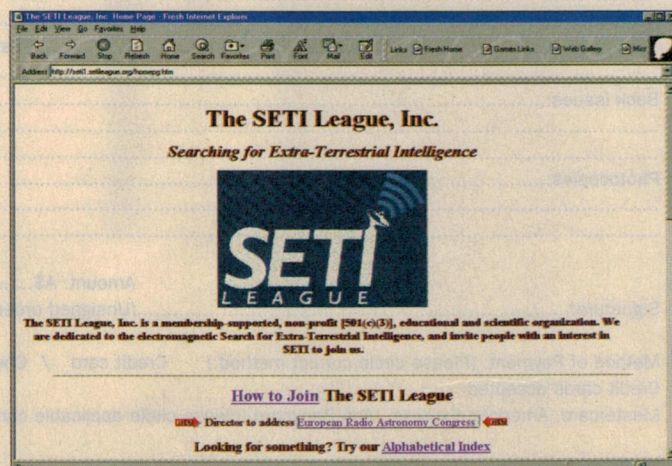 The SETI League, Inc. Home Page - Fresh Internet Explorer
File Edit View Go Favorites Help
Back Forward Stop Refresh Home Search Favorites Print Font Mail Edit Links Fresh Home Games Links Web Gallery
Address http://seti1.setileague.org/homepg.htm
The SETI League, Inc.
Searching for Extra-Terrestrial Intelligence
SETI
LEAGUE
The SETI League, Inc. is a membership-supported, non-profit [501(c)(3)], educational and scientific organization. We
are dedicated to the electromagnetic Search for Extra-Terrestrial Intelligence, and invite people with an interest in
SETI to join us.
How to Join The SETI League
Director to address European Radio Astronomy Congress!
Looking for something? Try our Alphabetical Index